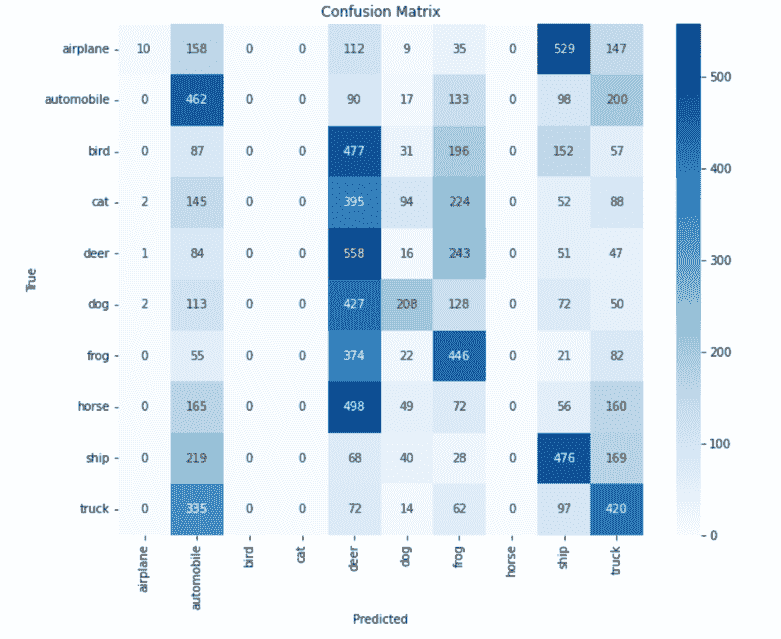 Confusion Matrix
airplane 10 158 0 0 112 9 35 0 529 147
automobile 0 462 0 0 90 17 133 0 98 200
bird 0 87 0 0 477 31 196 0 152 57
cat 2 145 0 0 395 94 224 0 52 88
deer 1 84 0 0 558 16 243 0 51 47
dog 2 113 0 0 427 208 128 0 72 50
frog 0 55 0 0 374 22 446 0 21 82
horse 0 165 0 0 498 49 72 0 56 160
ship 0 219 0 0 68 40 28 0 476 169
truck 0 335 0 0 72 14 62 0 97 420
airplane automobile bird cat deer dog frog horse ship truck
Predicted
True
500
400
300
200
100
0